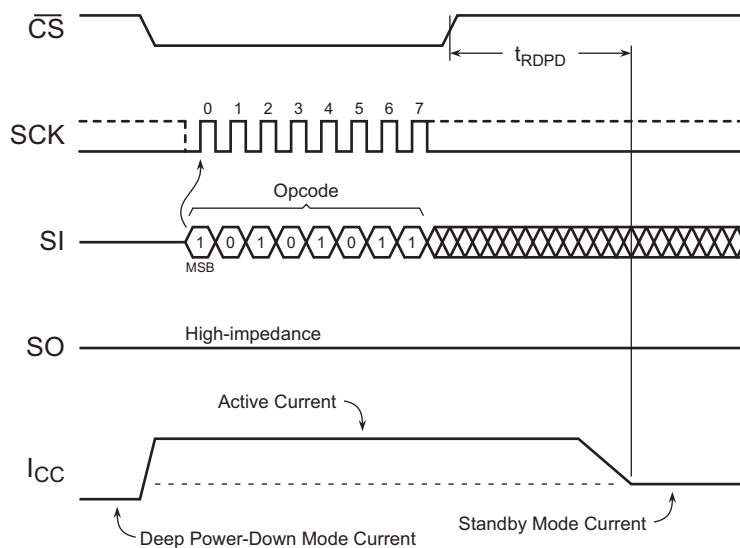 CS
tRDPD
0 1 2 3 4 5 6 7
SCK
Opcode
SI
1 0 1 0 1 0 1 1
MSB
High-impedance
SO
Active Current
ICC
Standby Mode Current
Deep Power-Down Mode Current